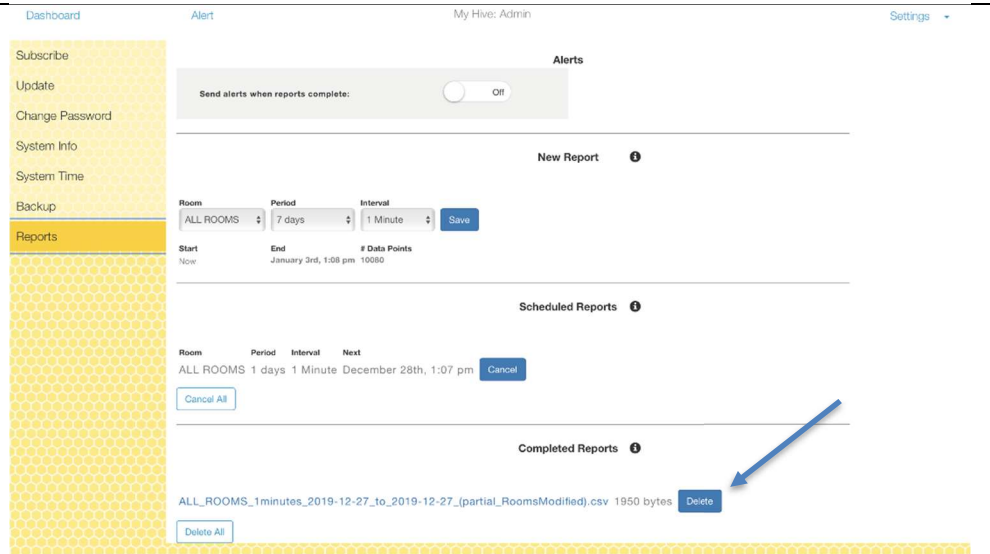 Dashboard Alert My Hive: Admin Settings
Subscribe
Update
Change Password
System Info
System Time
Backup
Reports
Alerts
Send alerts when reports complete: Off
New Report
Room Period Interval
ALL ROOMS 7 days 1 Minute Save
Start End # Data Points
Now January 3rd, 1:08 pm 10080
Scheduled Reports
Room Period Interval Next
ALL ROOMS 1 days 1 Minute December 28th, 1:07 pm Cancel
Cancel All
Completed Reports
ALL_ROOMS_1minutes_2019-12-27_to_2019-12-27_(partial_RoomsModified).csv 1950 bytes Delete
Delete All